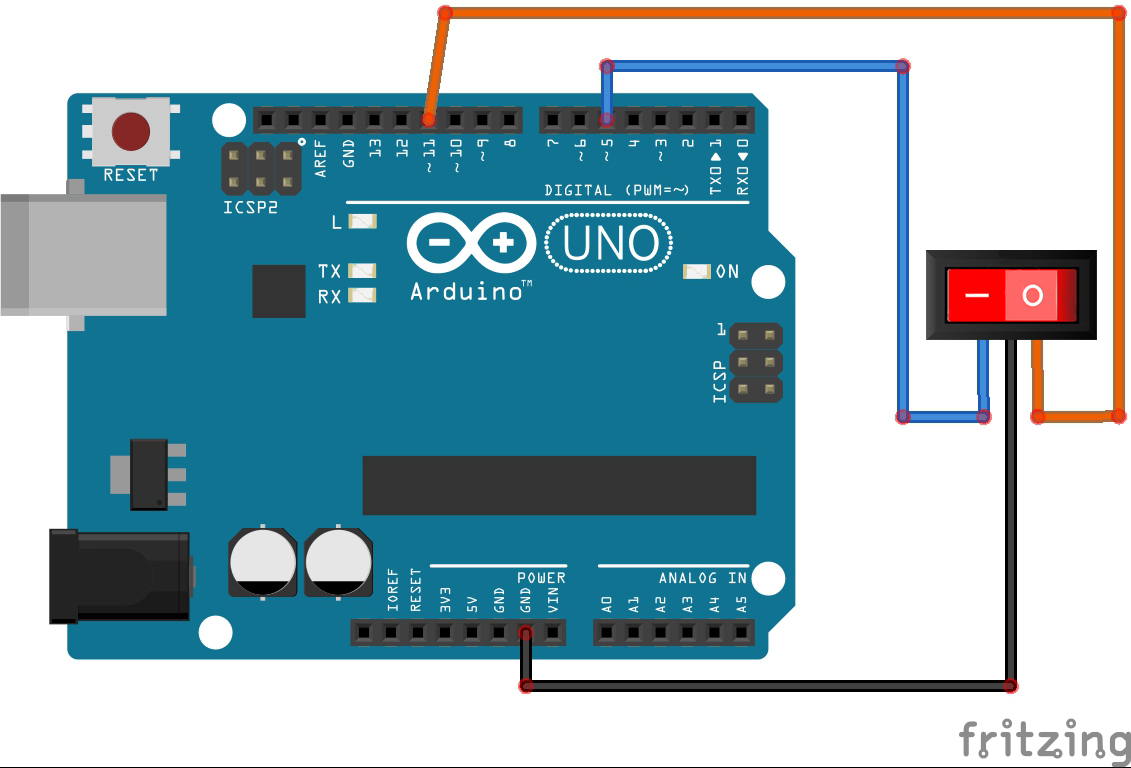 RESET
ICSP2
AREF
GND
13
12
~11
~10
~9
8
7
~6
~5
4
~3
2
TX0▶1
RX0◀0
DIGITAL (PWM=~)
L
TX
RX
UNO
ON
Arduino™
1
ICSP
IOREF
RESET
3V3
5V
GND
GND
VIN
POWER
ANALOG IN
A0
A1
A2
A3
A4
A5
fritzing